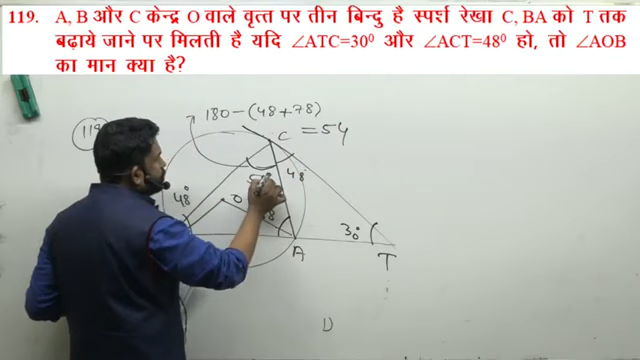 119. A, B और C केन्द्र O वाले वृत्त पर तीन बिन्दु है स्पर्श रेखा C, BA को T तक
बढ़ाये जाने पर मिलती है यदि ∠ATC=30⁰ और ∠ACT=48⁰ हो, तो ∠AOB
का मान क्या है?
180 – (48 + 78)
119
C = 54
48°
48°
O
8
30°
A
T
D